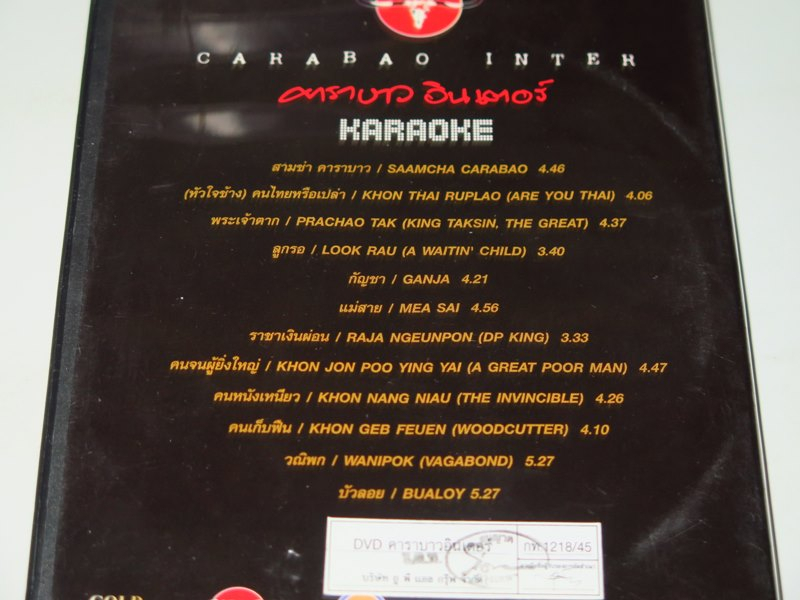 CARABAO INTER
คาราบาว อินเตอร์
KARAOKE
สามช่า คาราบาว / SAAMCHA CARABAO 4.46
(หัวใจช้าง) คนไทยหรือเปล่า / KHON THAI RUPLAO (ARE YOU THAI) 4.06
พระเจ้าตาก / PRACHAO TAK (KING TAKSIN, THE GREAT) 4.37
ลูกรอ / LOOK RAU (A WAITIN' CHILD) 3.40
กัญชา / GANJA 4.21
แม่สาย / MEA SAI 4.56
ราชาเงินผ่อน / RAJA NGEUNPON (DP KING) 3.33
คนจนผู้ยิ่งใหญ่ / KHON JON POO YING YAI (A GREAT POOR MAN) 4.47
คนหนังเหนียว / KHON NANG NIAU (THE INVINCIBLE) 4.26
คนเก็บฟืน / KHON GEB FEUEN (WOODCUTTER) 4.10
วณิพก / WANIPOK (VAGABOND) 5.27
บัวลอย / BUALOY 5.27
DVD คาราบาวอินเตอร์ กท.1218/45
บริษัท
GOLD